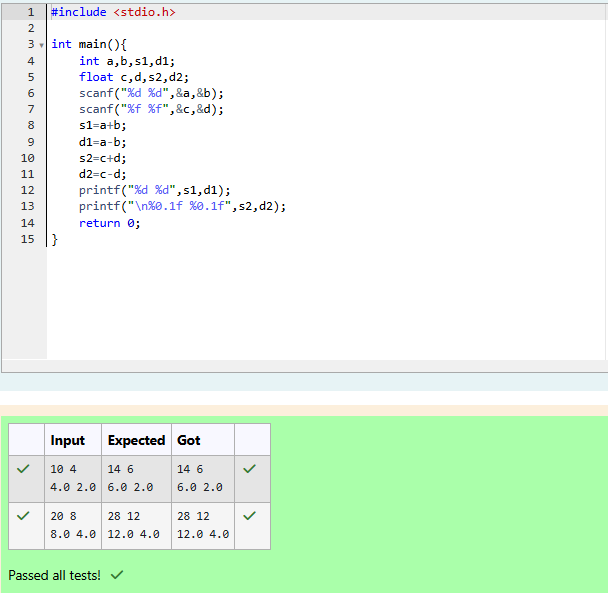 1 #include <stdio.h>
2
3 int main(){
4     int a,b,s1,d1;
5     float c,d,s2,d2;
6     scanf("%d %d",&a,&b);
7     scanf("%f %f",&c,&d);
8     s1=a+b;
9     d1=a-b;
10     s2=c+d;
11     d2=c-d;
12     printf("%d %d",s1,d1);
13     printf("\n%0.1f %0.1f",s2,d2);
14     return 0;
15 }
Input Expected Got
10 4 14 6 14 6
4.0 2.0 6.0 2.0 6.0 2.0
20 8 28 12 28 12
8.0 4.0 12.0 4.0 12.0 4.0
Passed all tests!